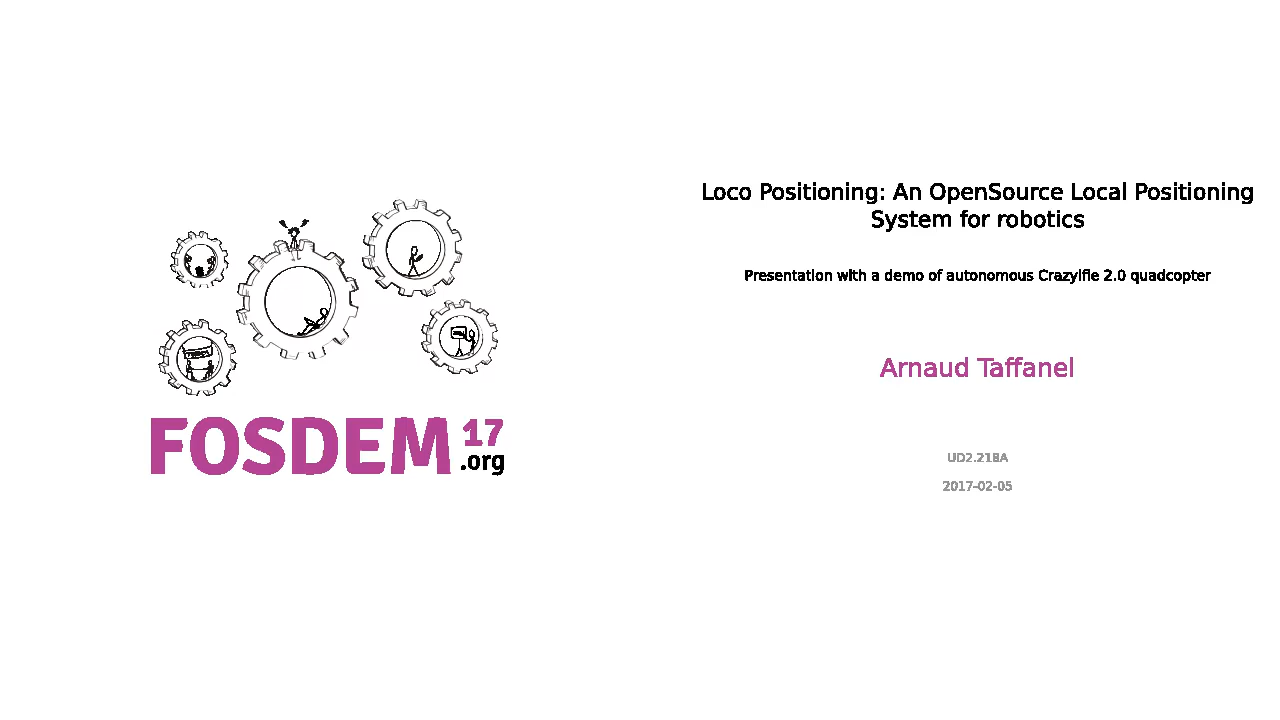 Loco Positioning: An OpenSource Local Positioning
System for robotics
Presentation with a demo of autonomous Crazylfie 2.0 quadcopter
Arnaud Taffanel
UD2.218A
2017-02-05
FOSDEM 17
.org